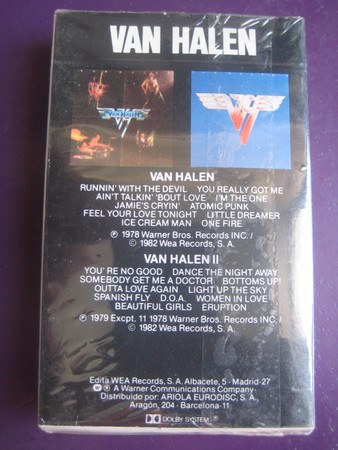 VAN HALEN
VAN HALEN
VAN HALEN
RUNNIN' WITH THE DEVIL YOU REALLY GOT ME
AIN'T TALKIN' 'BOUT LOVE I'M THE ONE
JAMIE'S CRYIN' ATOMIC PUNK
FEEL YOUR LOVE TONIGHT LITTLE DREAMER
ICE CREAM MAN ON FIRE
Ⓟ 1978 Warner Bros. Records INC. /
© 1982 Wea Records, S. A.
VAN HALEN II
YOU'RE NO GOOD DANCE THE NIGHT AWAY
SOMEBODY GET ME A DOCTOR BOTTOMS UP!
OUTTA LOVE AGAIN LIGHT UP THE SKY
SPANISH FLY D.O.A. WOMEN IN LOVE
BEAUTIFUL GIRLS ERUPTION
Ⓟ 1979 Excpt. 11 1978 Warner Bros. Records INC. /
© 1982 Wea Records, S. A.
Edita WEA Records, S. A. Albacete, 5 - Madrid-27
A Warner Communications Company
Distribuido por: ARIOLA EURODISC, S. A.
Aragón, 204 - Barcelona-11
DOLBY SYSTEM